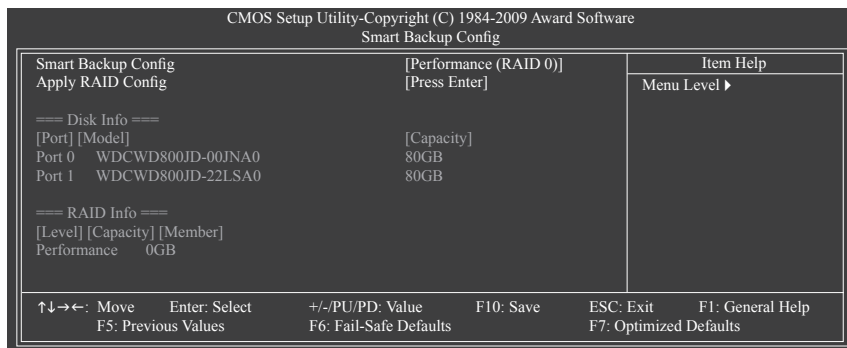 CMOS Setup Utility-Copyright (C) 1984-2009 Award Software
Smart Backup Config
Smart Backup Config [Performance (RAID 0)] Item Help
Apply RAID Config [Press Enter] Menu Level
=== Disk Info ===
[Port] [Model] [Capacity]
Port 0 WDCWD800JD-00JNA0 80GB
Port 1 WDCWD800JD-22LSA0 80GB
=== RAID Info ===
[Level] [Capacity] [Member]
Performance 0GB
↑↓→←: Move Enter: Select +/-/PU/PD: Value F10: Save ESC: Exit F1: General Help
F5: Previous Values F6: Fail-Safe Defaults F7: Optimized Defaults